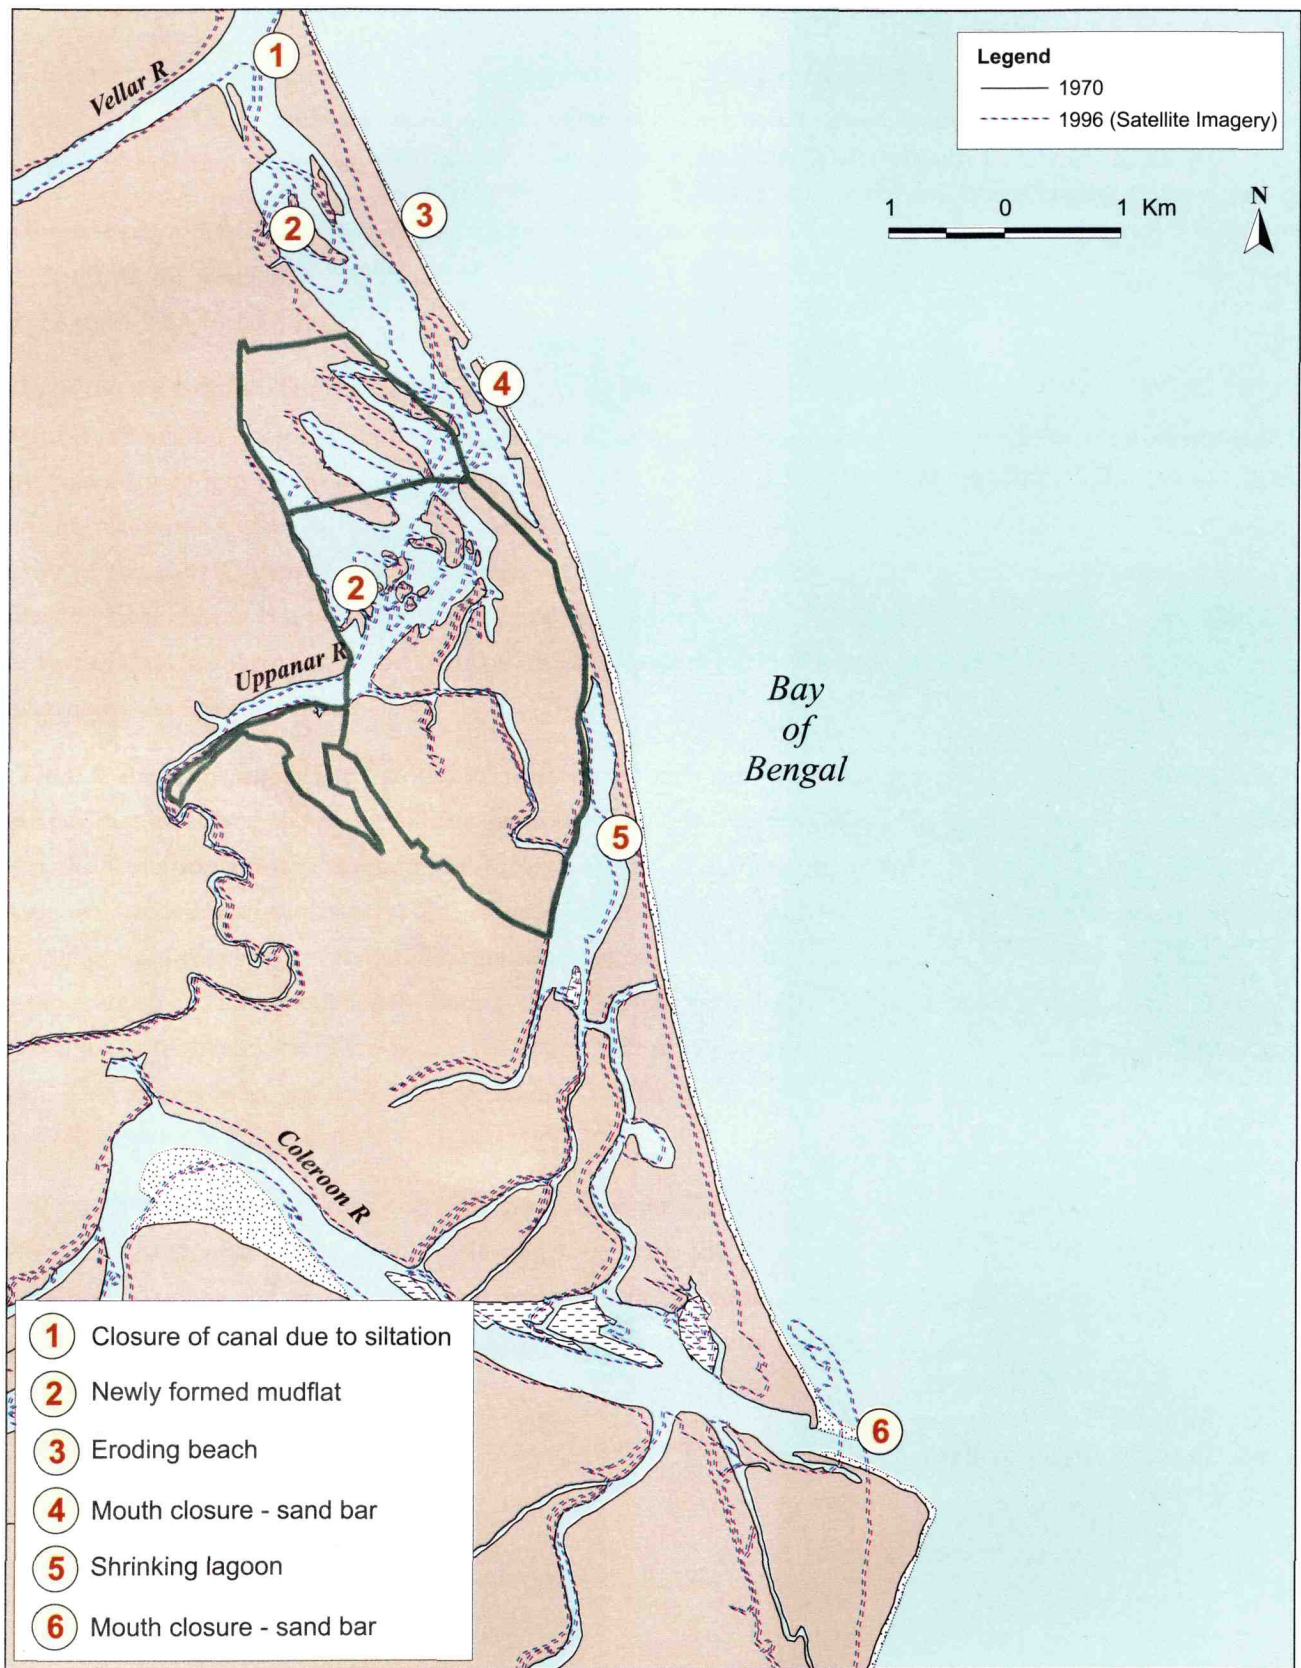 1
Vellar R
Legend
1970
1996 (Satellite Imagery)
1 0 1 Km
N
3
2
4
2
Uppanar R
Bay
of
Bengal
5
Coleroon R
6
1 Closure of canal due to siltation
2 Newly formed mudflat
3 Eroding beach
4 Mouth closure - sand bar
5 Shrinking lagoon
6 Mouth closure - sand bar